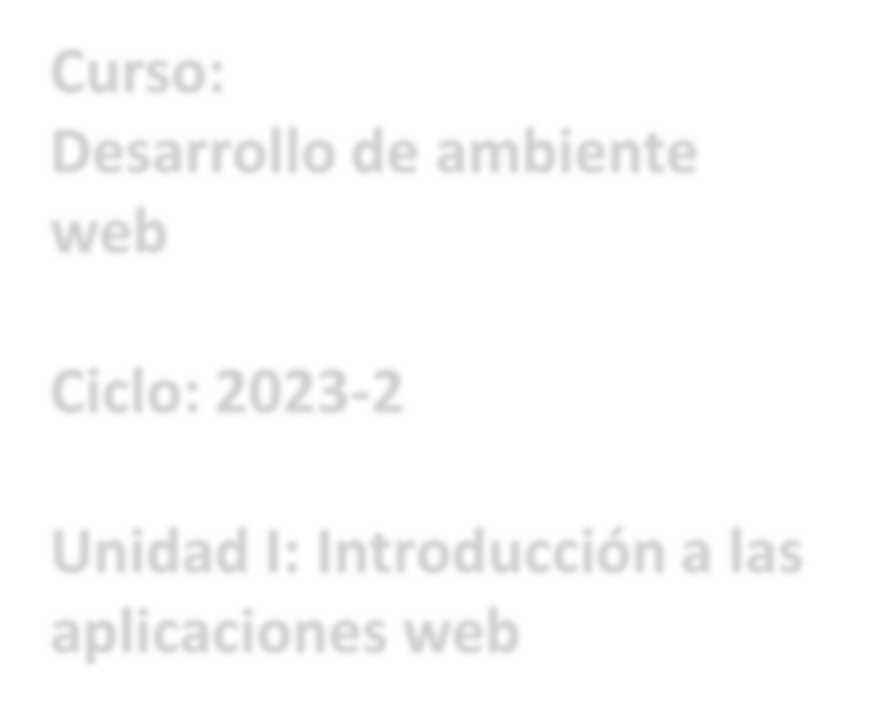 Curso:
Desarrollo de ambiente
web
Ciclo: 2023-2
Unidad I: Introducción a las
aplicaciones web